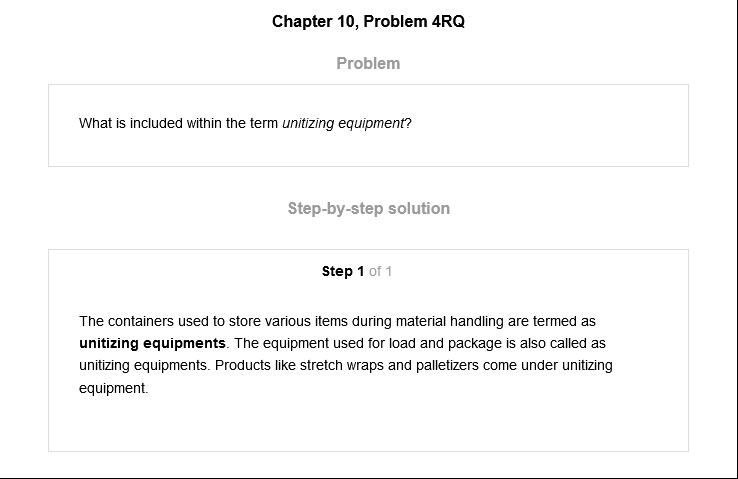 Chapter 10, Problem 4RQ
Problem
What is included within the term unitizing equipment?
Step-by-step solution
Step 1 of 1
The containers used to store various items during material handling are termed as
unitizing equipments. The equipment used for load and package is also called as
unitizing equipments. Products like stretch wraps and palletizers come under unitizing
equipment.